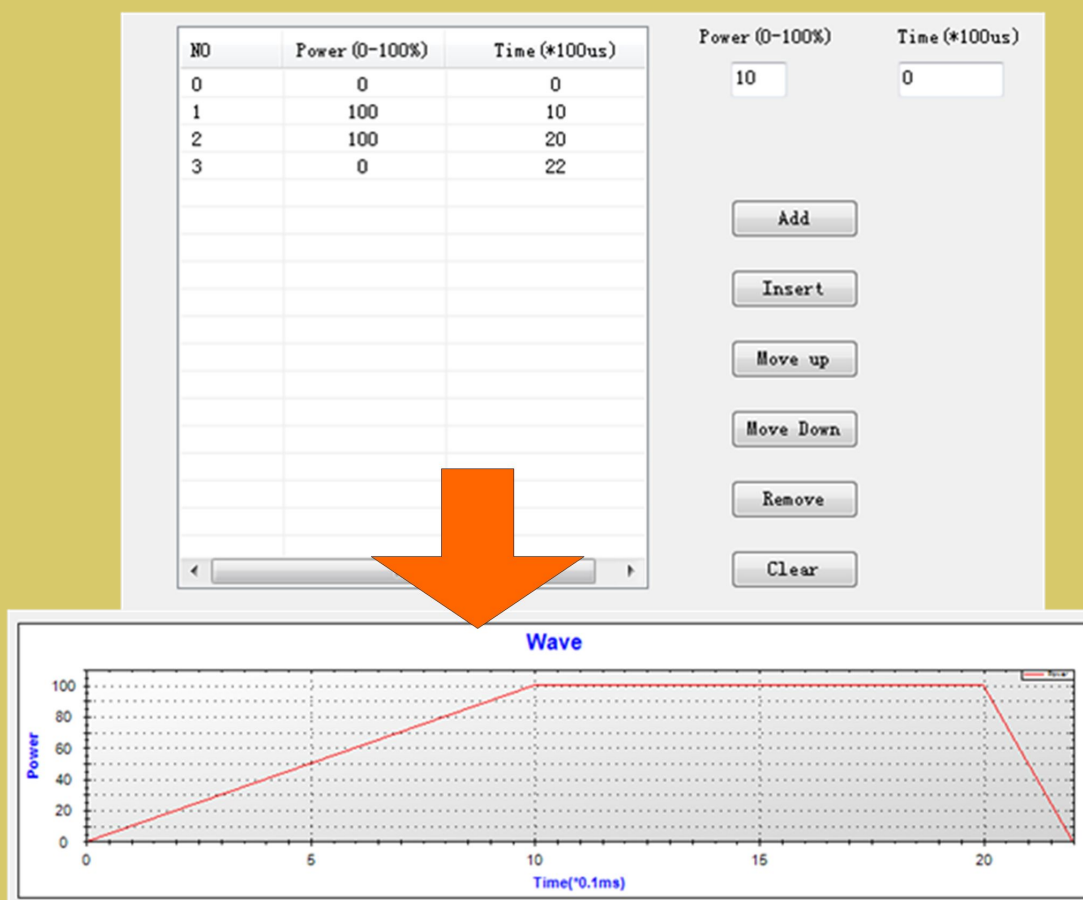 NO Power(0-100%) Time(*100us)
0 0 0
1 100 10
2 100 20
3 0 22
Power(0-100%) Time(*100us)
10 0
Add
Insert
Move up
Move Down
Remove
Clear
Wave
Power
100
80
60
40
20
0
0 5 10 15 20
Time(*0.1ms)
Power